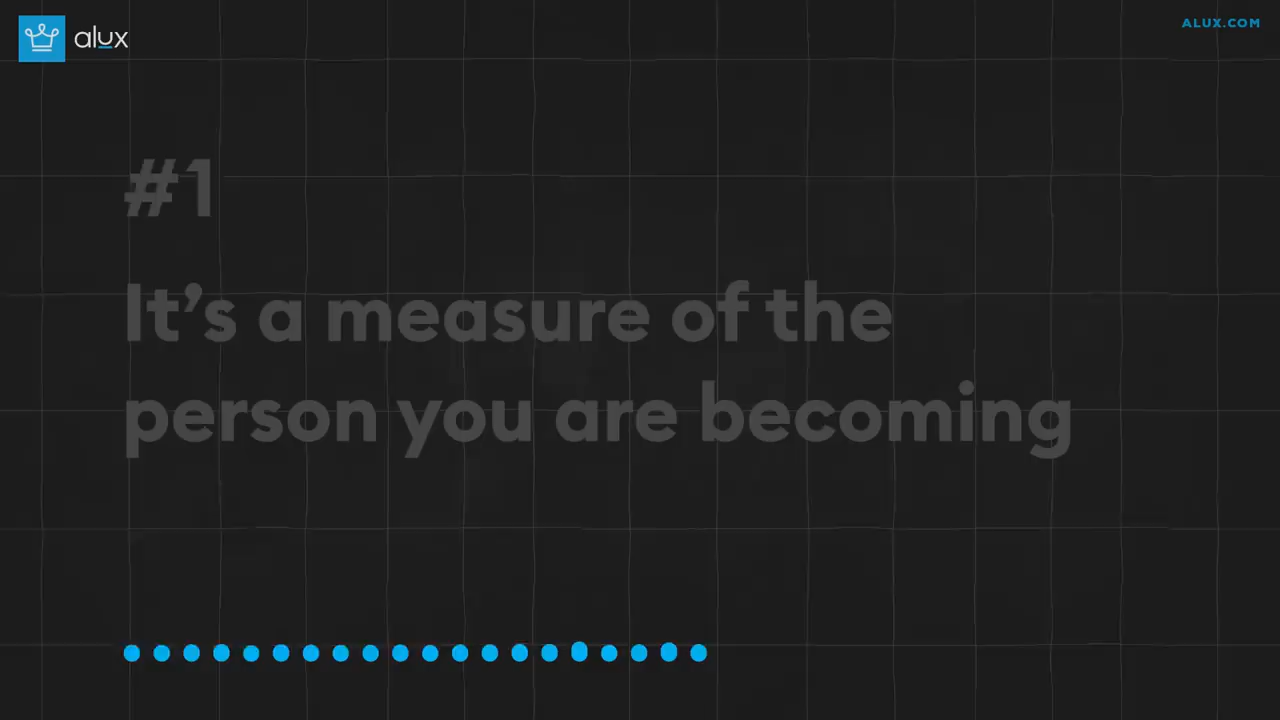 alux
ALUX.COM
#1
It’s a measure of the
person you are becoming